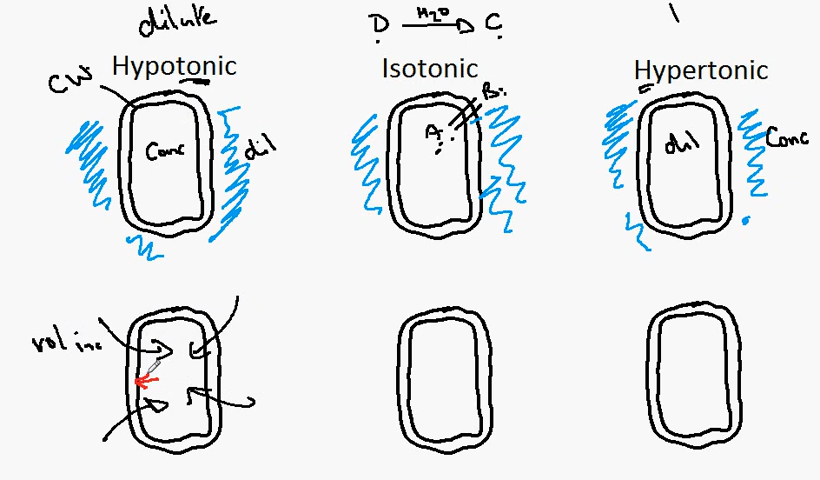 dilute
D H2O C
Hypotonic
Isotonic
Hypertonic
CW
B
A
Conc
dil
dil
Conc
vol inc